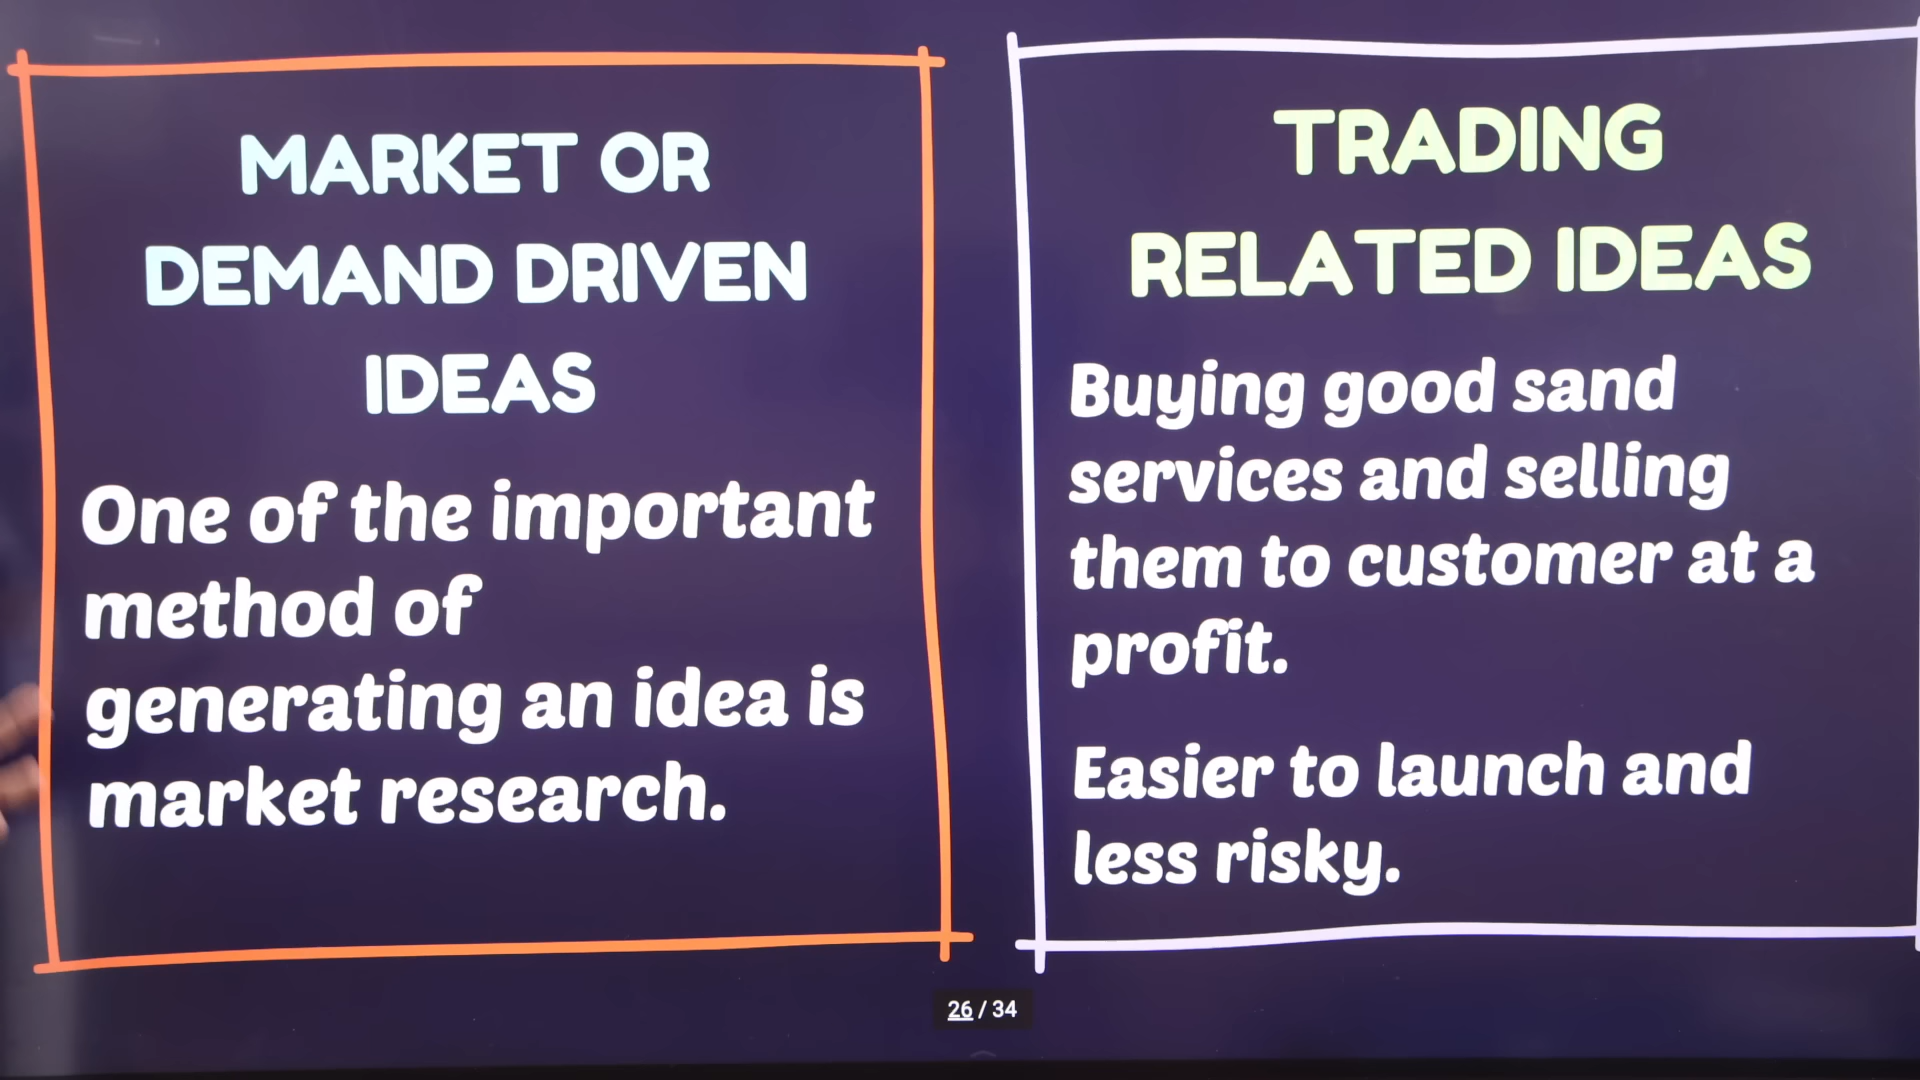 MARKET OR
DEMAND DRIVEN
IDEAS
One of the important
method of
generating an idea is
market research.
TRADING
RELATED IDEAS
Buying good sand
services and selling
them to customer at a
profit.
Easier to launch and
less risky.
26 / 34